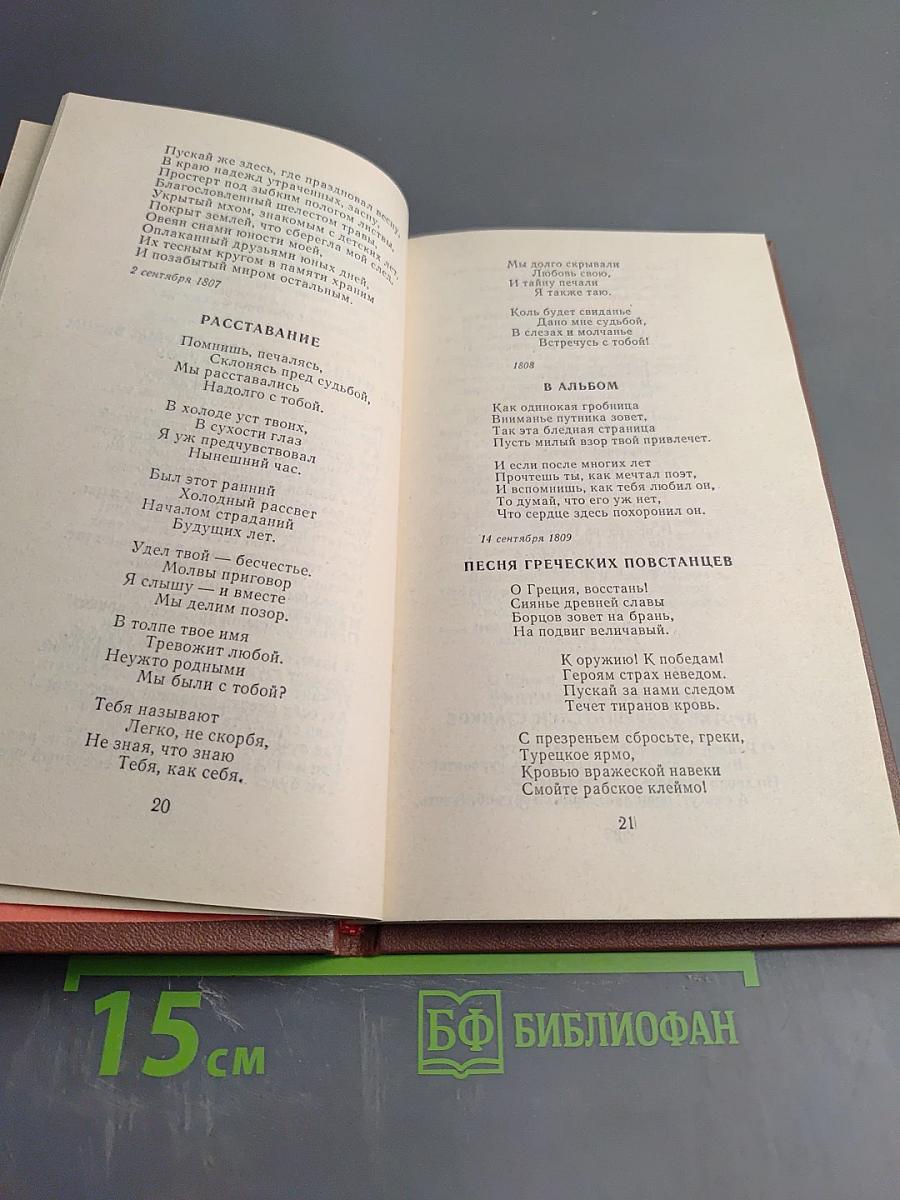 Пускай же здесь, где праздновал весну,
В краю надежд утраченных, засну,
Простерт под зыбким пологом листвы,
Благословленный шелестом травы,
Укрытый мхом, знакомым с детских лет,
Покрыт землей, что сберегла мой след,
Овеян снами юности моей,
Оплаканный друзьями юных дней,
Их тесным кругом в памяти храним
И позабытый миром остальным.
2 сентября 1807
РАССТАВАНИЕ
Помнишь, печалясь,
Склонясь пред судьбой,
Мы расставались
Надолго с тобой.
В холоде уст твоих,
В сухости глаз
Я уж предчувствовал
Нынешний час.
Был этот ранний
Холодный рассвет
Началом страданий
Будущих лет.
Удел твой — бесчестье.
Молвы приговор
Я слышу — и вместе
Мы делим позор.
В толпе твое имя
Тревожит любой.
Неужто родными
Мы были с тобой?
Тебя называют
Легко, не скорбя,
Не зная, что знаю
Тебя, как себя.
20
Мы долго скрывали
Любовь свою,
И тайну печали
Я также таю.
Коль будет свиданье
Дано мне судьбой,
В слезах и молчанье
Встречусь с тобой!
1808
В АЛЬБОМ
Как одинокая гробница
Вниманье путника зовет,
Так эта бледная страница
Пусть милый взор твой привлечет.
И если после многих лет
Прочтешь ты, как мечтал поэт,
И вспомнишь, как тебя любил он,
То думай, что его уж нет,
Что сердце здесь похоронил он.
14 сентября 1809
ПЕСНЯ ГРЕЧЕСКИХ ПОВСТАНЦЕВ
О Греция, восстань!
Сиянье древней славы
Борцов зовет на брань,
На подвиг величавый.
К оружию! К победам!
Героям страх неведом.
Пускай за нами следом
Течет тиранов кровь.
С презреньем сбросьте, греки,
Турецкое ярмо,
Кровью вражеской навеки
Смойте рабское клеймо!
21
15 см
БФ БИБЛИОФАН